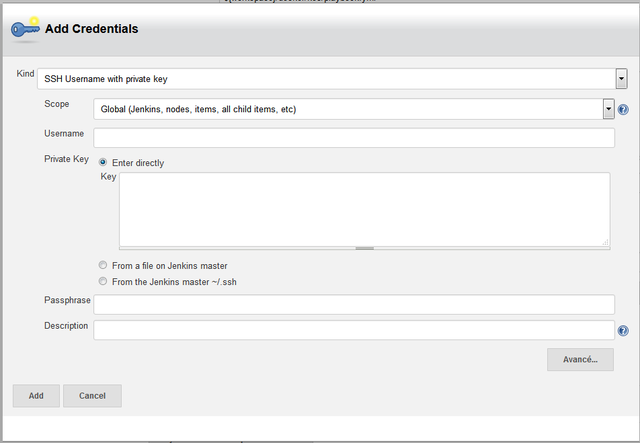 Add Credentials
Kind SSH Username with private key
Scope Global (Jenkins, nodes, items, all child items, etc)
Username
Private Key Enter directly
Key
From a file on Jenkins master
From the Jenkins master ~/.ssh
Passphrase
Description
Avancé...
Add Cancel